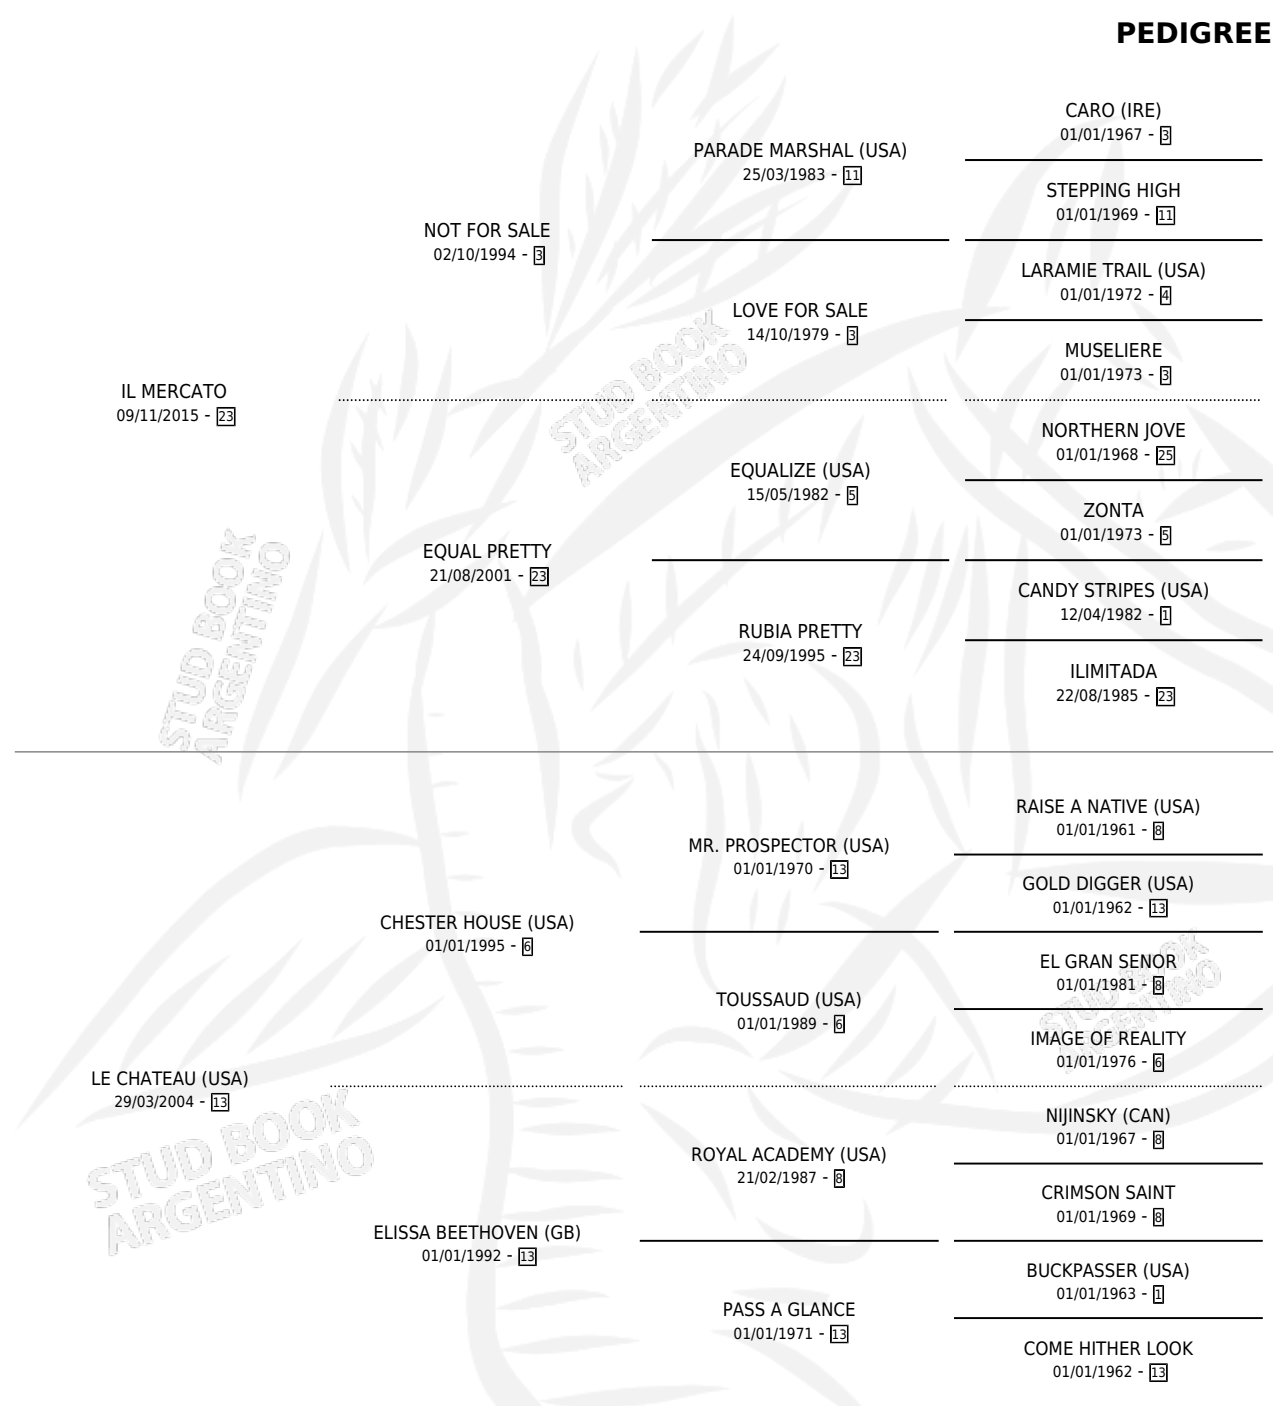 PEDIGREE
CARO (IRE)
01/01/1967 - 3
PARADE MARSHAL (USA)
25/03/1983 - 11
STEPPING HIGH
01/01/1969 - 11
NOT FOR SALE
02/10/1994 - 3
LARAMIE TRAIL (USA)
01/01/1972 - 4
LOVE FOR SALE
14/10/1979 - 3
MUSELIERE
01/01/1973 - 3
IL MERCATO
09/11/2015 - 23
NORTHERN JOVE
01/01/1968 - 25
EQUALIZE (USA)
15/05/1982 - 5
ZONTA
01/01/1973 - 5
EQUAL PRETTY
21/08/2001 - 23
CANDY STRIPES (USA)
12/04/1982 - 1
RUBIA PRETTY
24/09/1995 - 23
ILIMITADA
22/08/1985 - 23
RAISE A NATIVE (USA)
01/01/1961 - 8
MR. PROSPECTOR (USA)
01/01/1970 - 13
GOLD DIGGER (USA)
01/01/1962 - 13
CHESTER HOUSE (USA)
01/01/1995 - 6
EL GRAN SENOR
01/01/1981 - 8
TOUSSAUD (USA)
01/01/1989 - 6
IMAGE OF REALITY
01/01/1976 - 6
LE CHATEAU (USA)
29/03/2004 - 13
NIJINSKY (CAN)
01/01/1967 - 8
ROYAL ACADEMY (USA)
21/02/1987 - 8
CRIMSON SAINT
01/01/1969 - 8
ELISSA BEETHOVEN (GB)
01/01/1992 - 13
BUCKPASSER (USA)
01/01/1963 - 1
PASS A GLANCE
01/01/1971 - 13
COME HITHER LOOK
01/01/1962 - 13
STUD BOOK
ARGENTINO
STUD BOOK
ARGENTINO
STUD BOOK
ARGENTINO
STUD BOOK
ARGENTINO